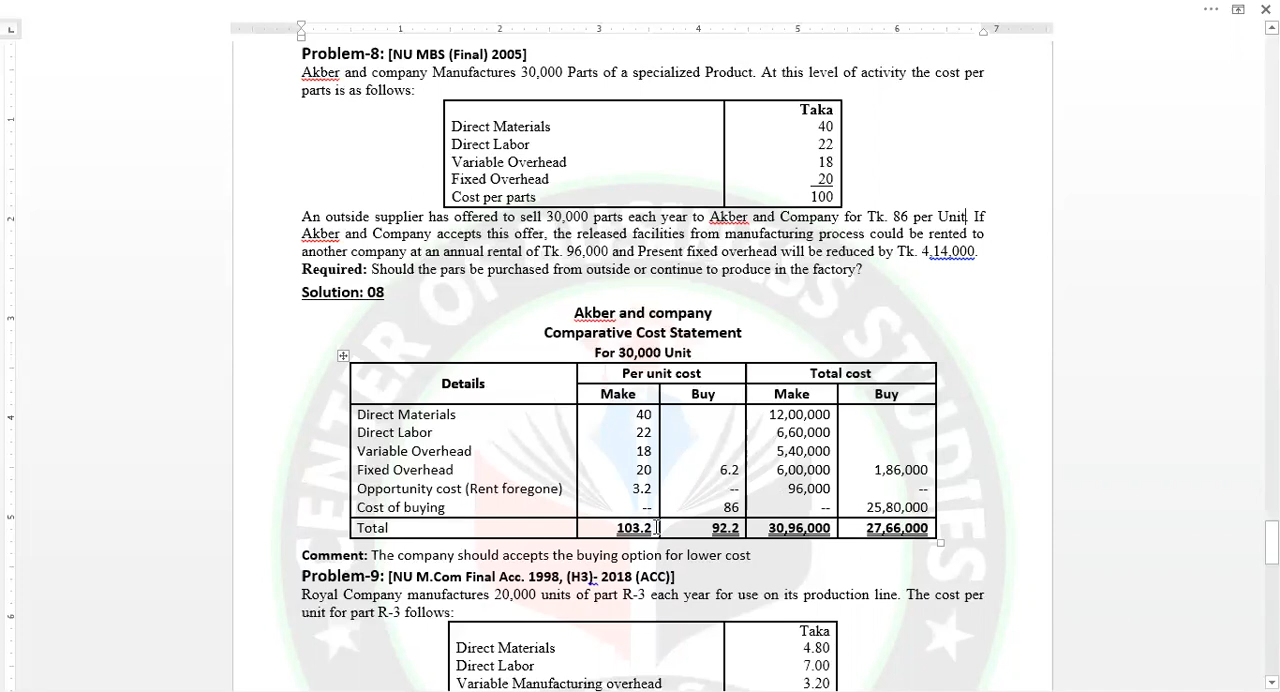 1 2 3 4 5 6 7
Problem-8: [NU MBS (Final) 2005]
Akber and company Manufactures 30,000 Parts of a specialized Product. At this level of activity the cost per
parts is as follows:
Taka
Direct Materials 40
Direct Labor 22
Variable Overhead 18
Fixed Overhead 20
Cost per parts 100
An outside supplier has offered to sell 30,000 parts each year to Akber and Company for Tk. 86 per Unit. If
Akber and Company accepts this offer, the released facilities from manufacturing process could be rented to
another company at an annual rental of Tk. 96,000 and Present fixed overhead will be reduced by Tk. 4,14,000.
Required: Should the pars be purchased from outside or continue to produce in the factory?
Solution: 08
Akber and company
Comparative Cost Statement
For 30,000 Unit
Details Per unit cost Total cost
Make Buy Make Buy
Direct Materials 40 12,00,000
Direct Labor 22 6,60,000
Variable Overhead 18 5,40,000
Fixed Overhead 20 6.2 6,00,000 1,86,000
Opportunity cost (Rent foregone) 3.2 -- 96,000 --
Cost of buying -- 86 -- 25,80,000
Total 103.2 92.2 30,96,000 27,66,000
Comment: The company should accepts the buying option for lower cost
Problem-9: [NU M.Com Final Acc. 1998, (H3)- 2018 (ACC)]
Royal Company manufactures 20,000 units of part R-3 each year for use on its production line. The cost per
unit for part R-3 follows:
Taka
Direct Materials 4.80
Direct Labor 7.00
Variable Manufacturing overhead 3.20